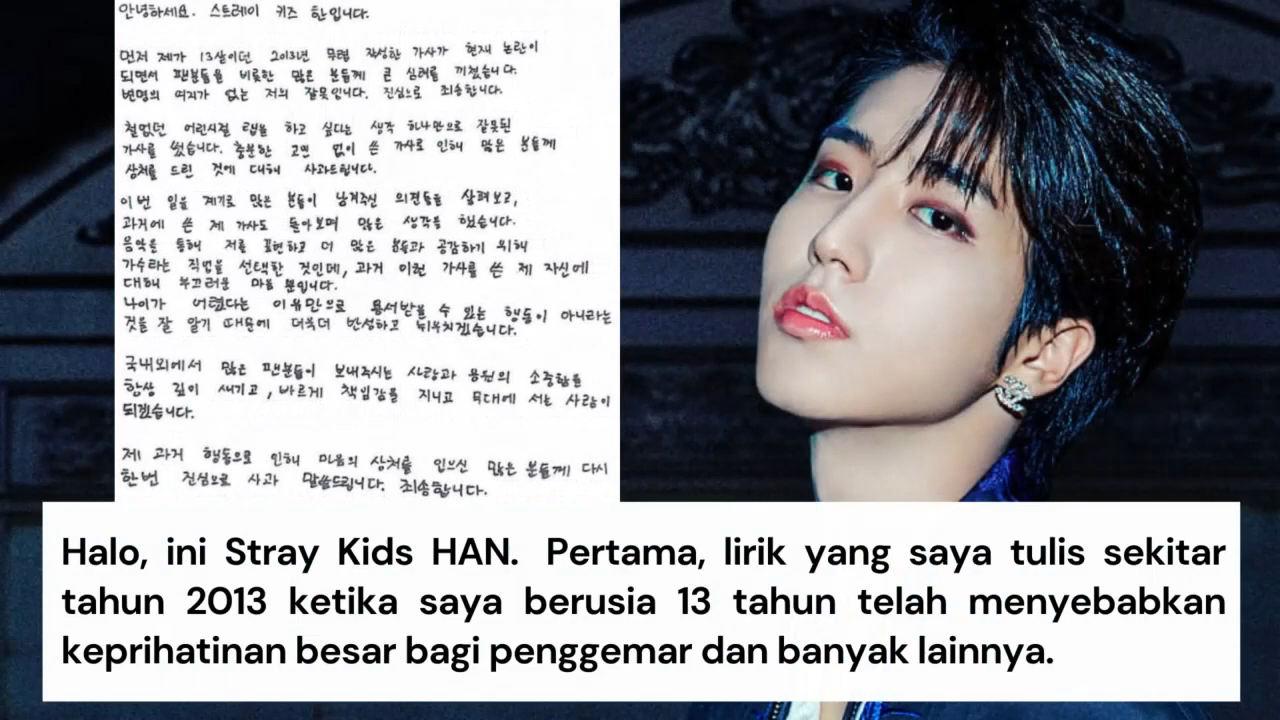 안녕하세요. 스트레이 키즈 한입니다.
먼저 제가 13살이던 2013년 무렵 작성한 가사가 현재 논란이
되면서 팬분들을 비롯한 많은 분들께 큰 심려를 끼쳤습니다.
변명의 여지가 없는 저의 잘못입니다. 진심으로 죄송합니다.
철없던 어린시절 랩을 하고 싶다는 생각 하나만으로 잘못된
가사를 썼습니다. 충분한 고민 없이 쓴 가사로 인해 많은 분들께
상처를 드린 것에 대해 사과드립니다.
이번 일을 계기로 많은 분들이 남겨주신 의견들을 살펴보고,
과거에 쓴 제 가사도 돌아보며 많은 생각을 했습니다.
음악을 통해 저를 표현하고 더 많은 분들과 공감하기 위해
가수라는 직업을 선택한 것인데, 과거 이런 가사를 쓴 제 자신에
대해 부끄러운 마음 뿐입니다.
나이가 어렸다는 이유만으로 용서받을 수 있는 행동이 아니라는
것을 잘 알기 때문에 더욱더 반성하고 뉘우치겠습니다.
국내외에서 많은 팬분들이 보내주시는 사랑과 응원의 소중함을
항상 깊이 새기고, 바르게 책임감을 지니고 무대에 서는 사람이
되겠습니다.
제 과거 행동으로 인해 마음의 상처를 입으신 많은 분들께 다시
한번 진심으로 사과 말씀드립니다. 죄송합니다.
Halo, ini Stray Kids HAN. Pertama, lirik yang saya tulis sekitar
tahun 2013 ketika saya berusia 13 tahun telah menyebabkan
keprihatinan besar bagi penggemar dan banyak lainnya.